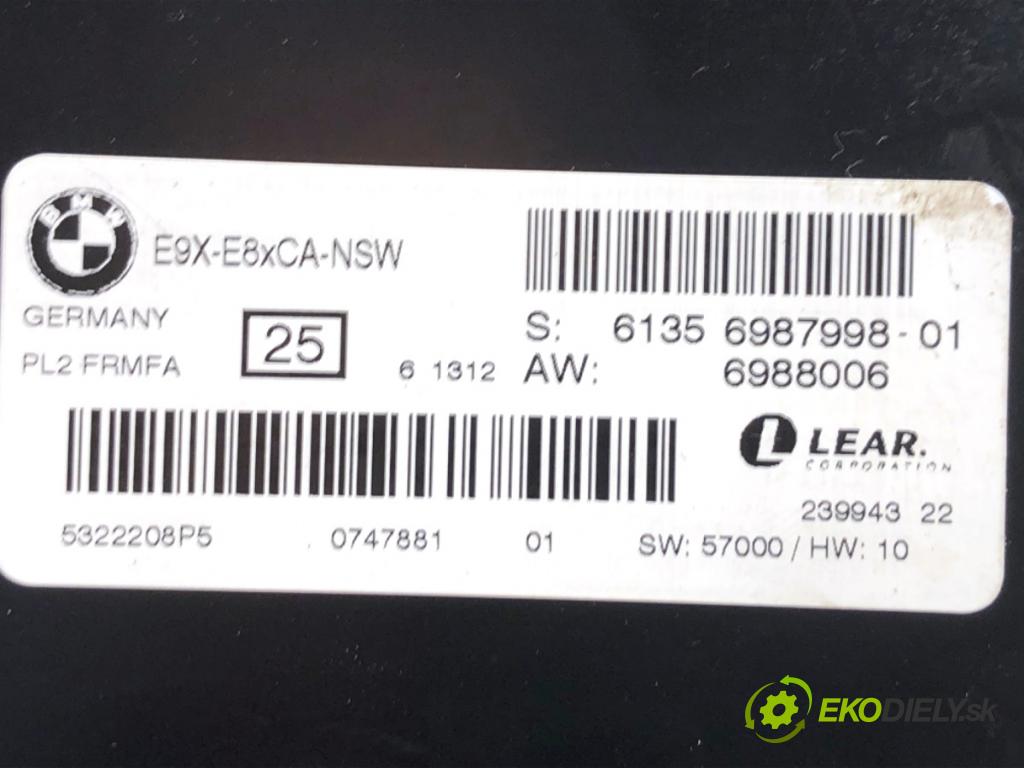 BMW
E9X-E8xCA-NSW
GERMANY
PL2 FRMFA
25
6 1312
S: 6135 6987998-01
AW: 6988006
LEAR.
CORPORATION
239943 22
5322208P5 0747881 01 SW: 57000 / HW: 10
EKODIELY.sk